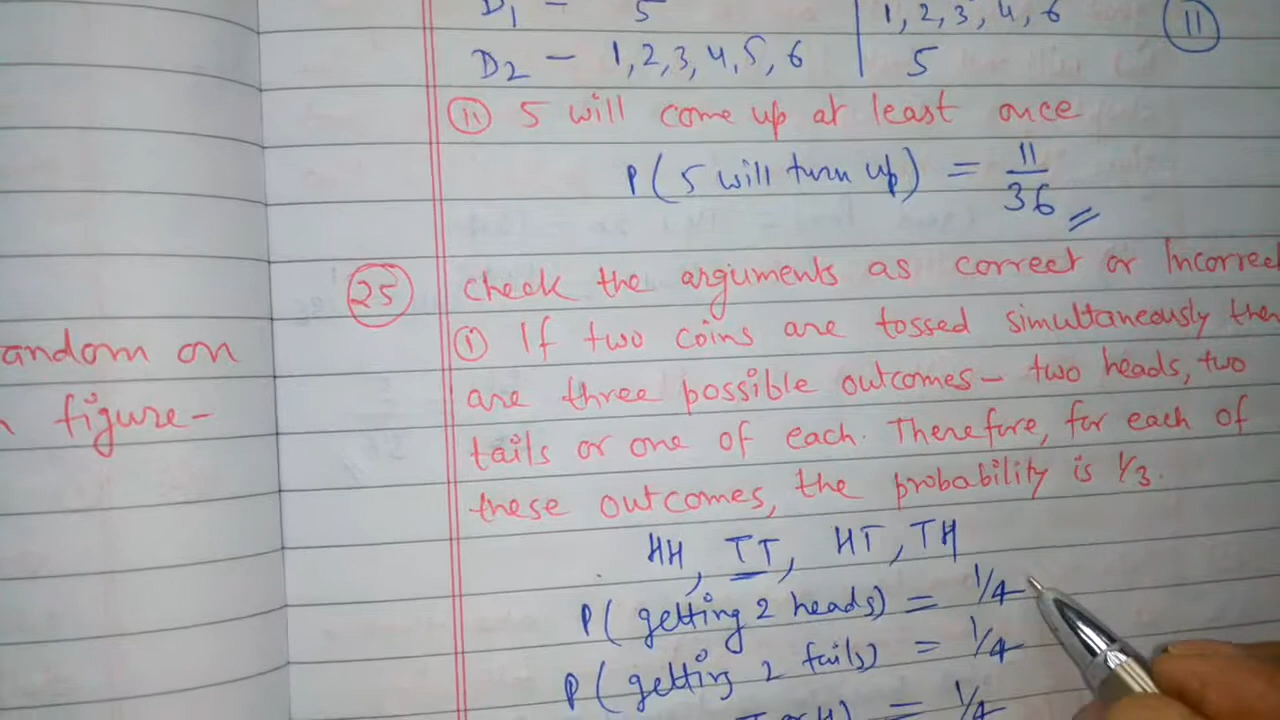 D1 - 5 | 1, 2, 3, 4, 6 11
D2 - 1, 2, 3, 4, 5, 6 | 5
(ii) 5 will come up at least once
P(5 will turn up) = 11/36
25 Check the arguments as correct or Incorrect
(i) If two coins are tossed simultaneously there
andom on
are three possible outcomes - two heads, two
figure-
tails or one of each. Therefore, for each of
these outcomes, the probability is 1/3.
HH, TT, HT, TH
P(getting 2 heads) = 1/4
P(getting 2 tails) = 1/4
H) = 1/4